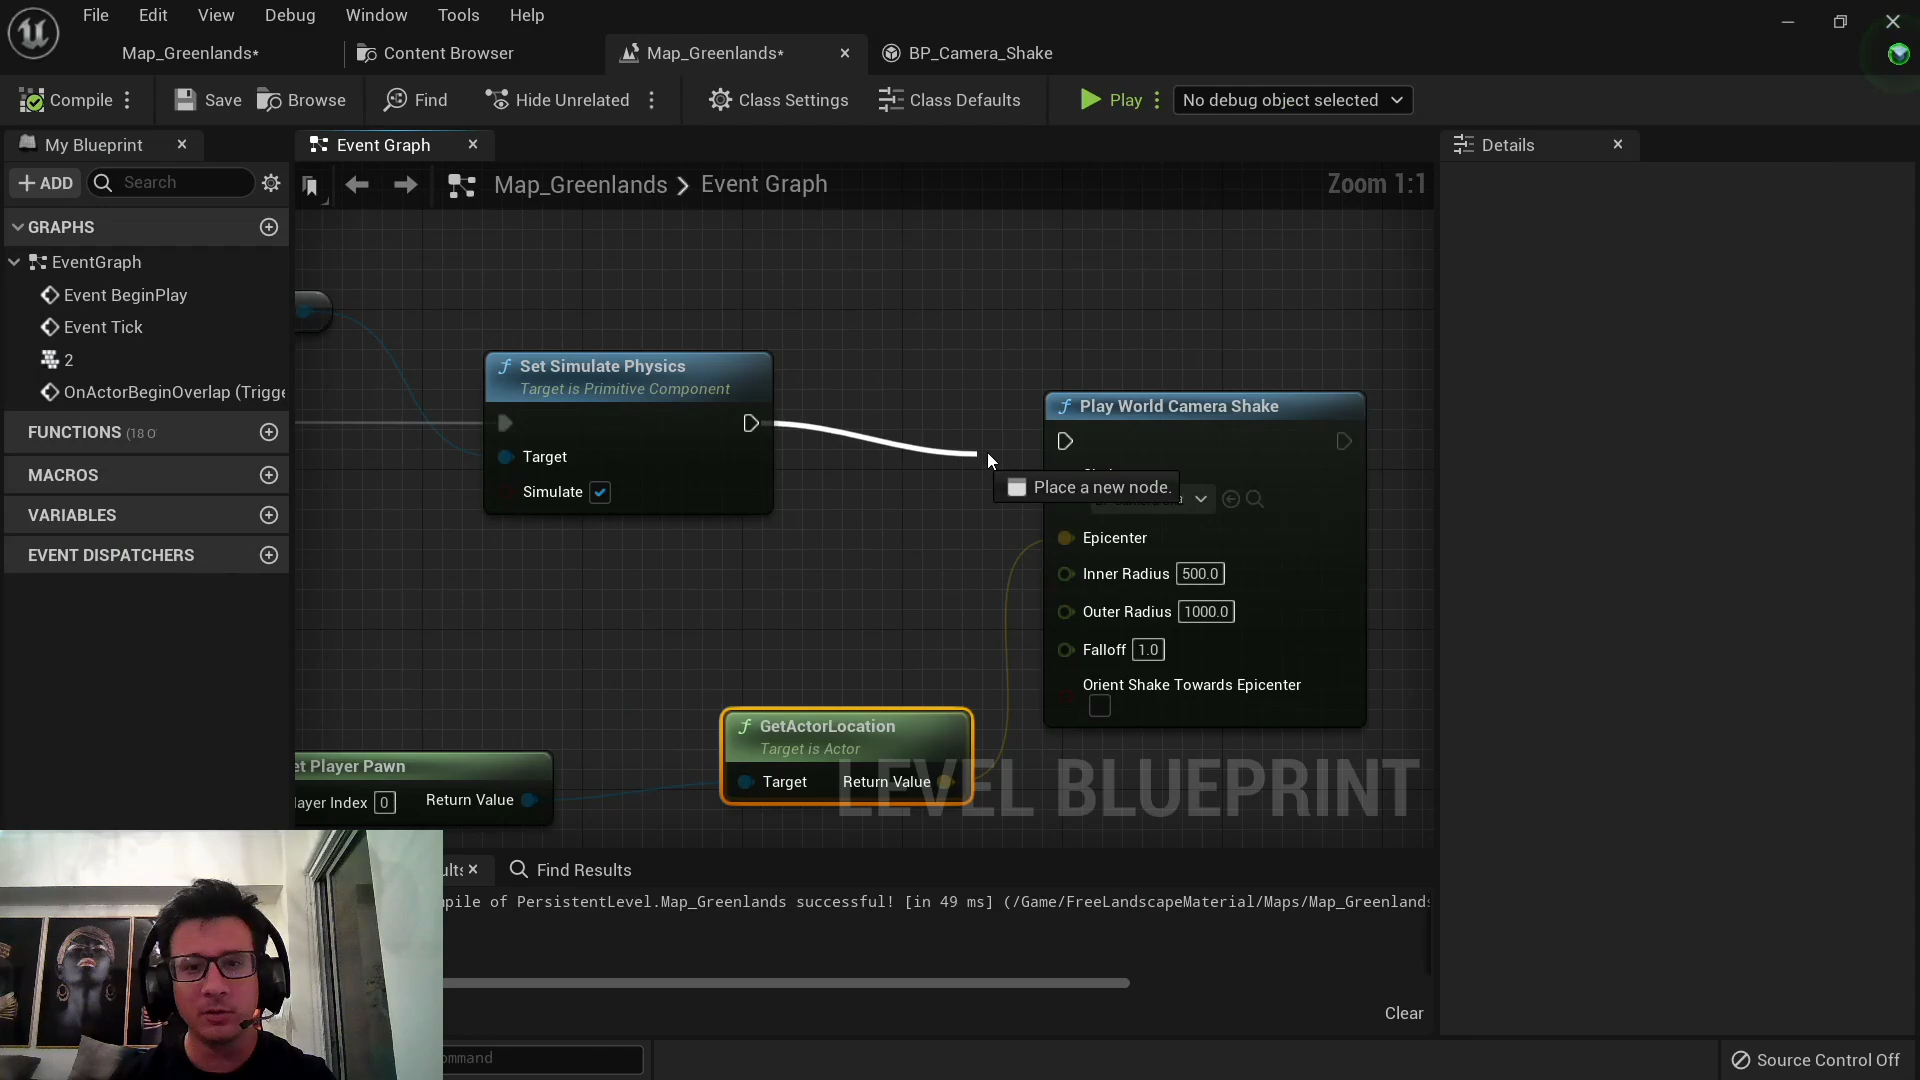 File Edit View Debug Window Tools Help
Map_Greenlands* Content Browser Map_Greenlands* BP_Camera_Shake
Compile Save Browse Find Hide Unrelated Class Settings Class Defaults Play No debug object selected
My Blueprint Event Graph Details
+ ADD Search Map_Greenlands > Event Graph Zoom 1:1
GRAPHS
EventGraph
Event BeginPlay
Event Tick
2
OnActorBeginOverlap (Trigge
FUNCTIONS (18 O
MACROS
VARIABLES
EVENT DISPATCHERS
f Set Simulate Physics
Target is Primitive Component
Target
Simulate
f Play World Camera Shake
Place a new node.
Epicenter
Inner Radius 500.0
Outer Radius 1000.0
Falloff 1.0
Orient Shake Towards Epicenter
f GetActorLocation
Target is Actor
Target Return Value
et Player Pawn
layer Index 0 Return Value
LEVEL BLUEPRINT
ults Find Results
pile of PersistentLevel.Map_Greenlands successful! [in 49 ms] (/Game/FreeLandscapeMaterial/Maps/Map_Greenlands
Clear
ommand
Source Control Off